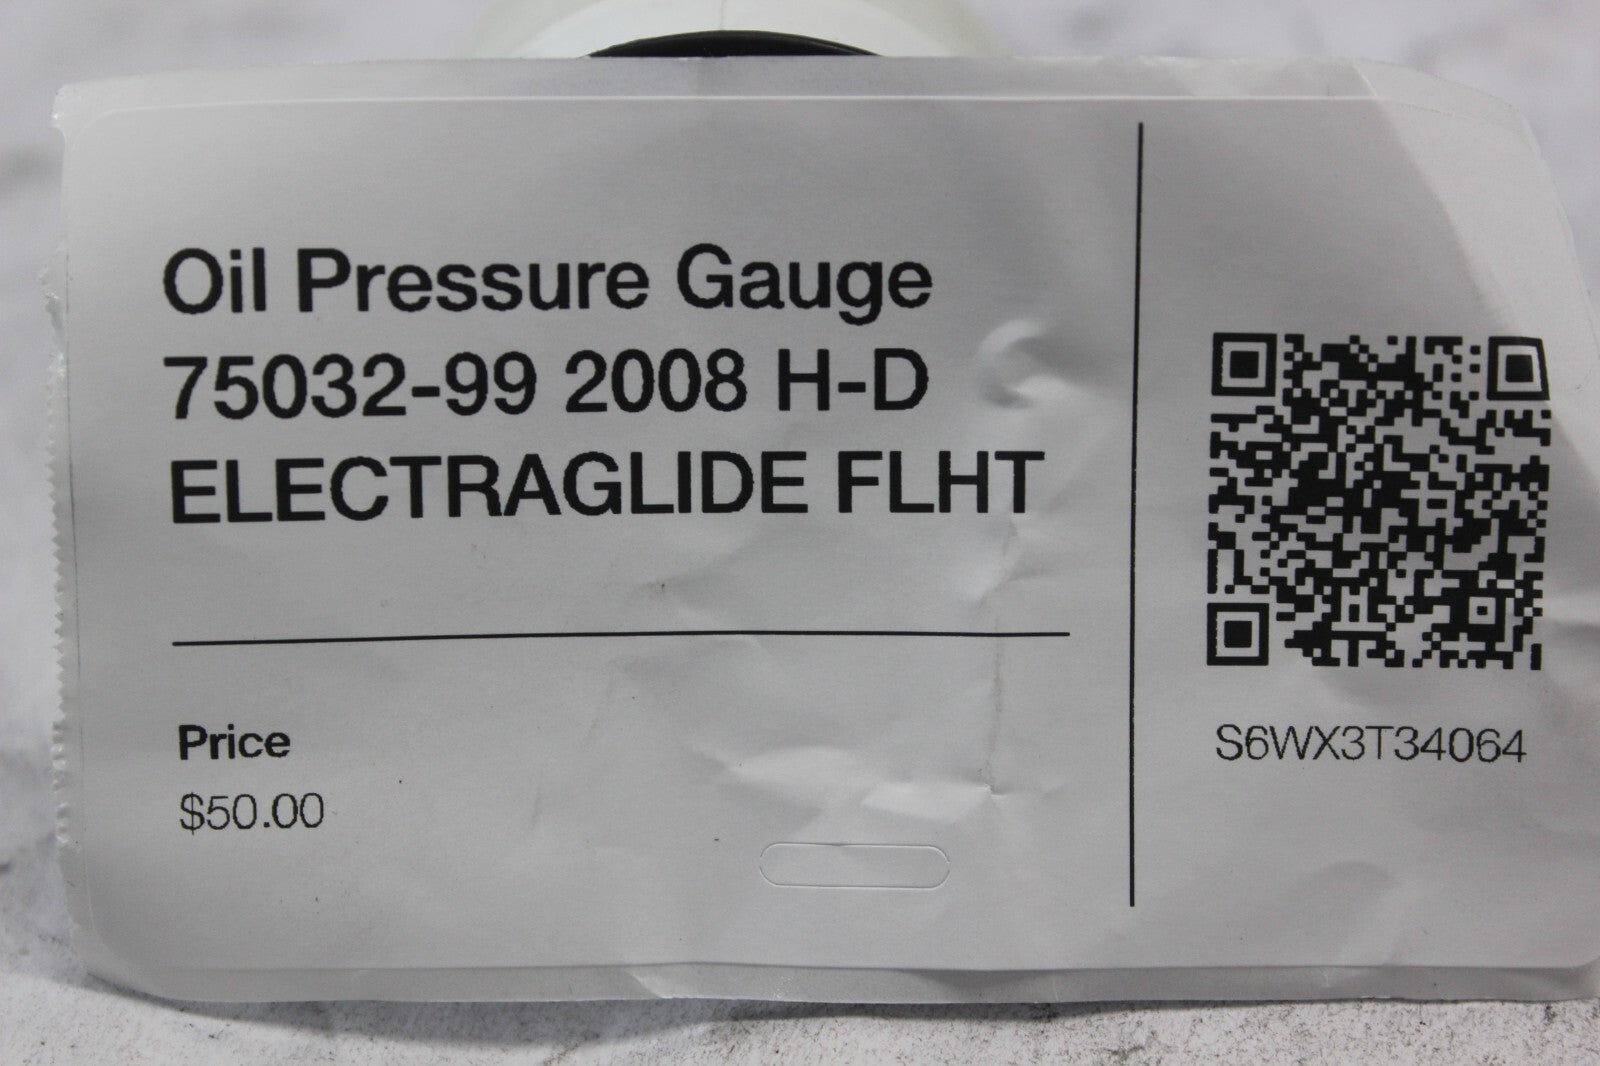 Oil Pressure Gauge
75032-99 2008 H-D
ELECTRAGLIDE FLHT
Price
$50.00
S6WX3T34064